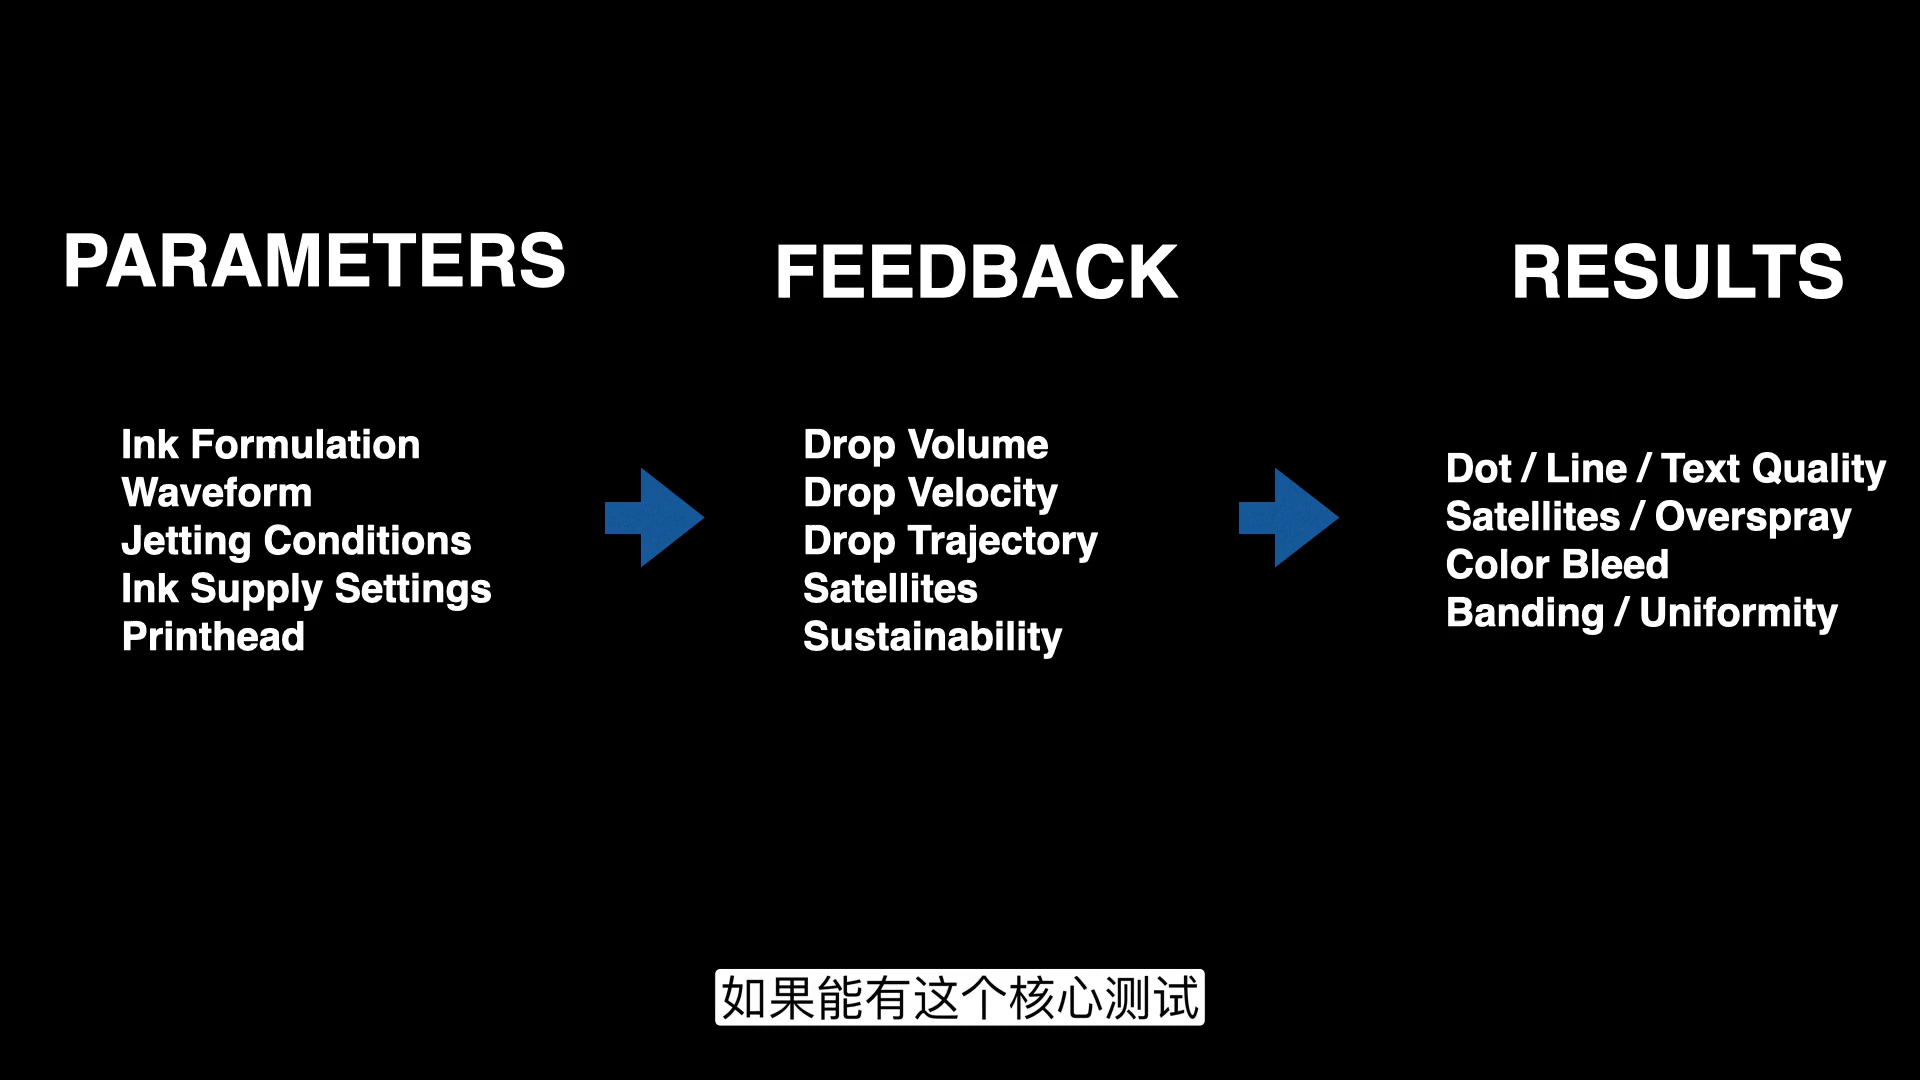 PARAMETERS
Ink Formulation
Waveform
Jetting Conditions
Ink Supply Settings
Printhead
FEEDBACK
Drop Volume
Drop Velocity
Drop Trajectory
Satellites
Sustainability
RESULTS
Dot / Line / Text Quality
Satellites / Overspray
Color Bleed
Banding / Uniformity
如果能有这个核心测试